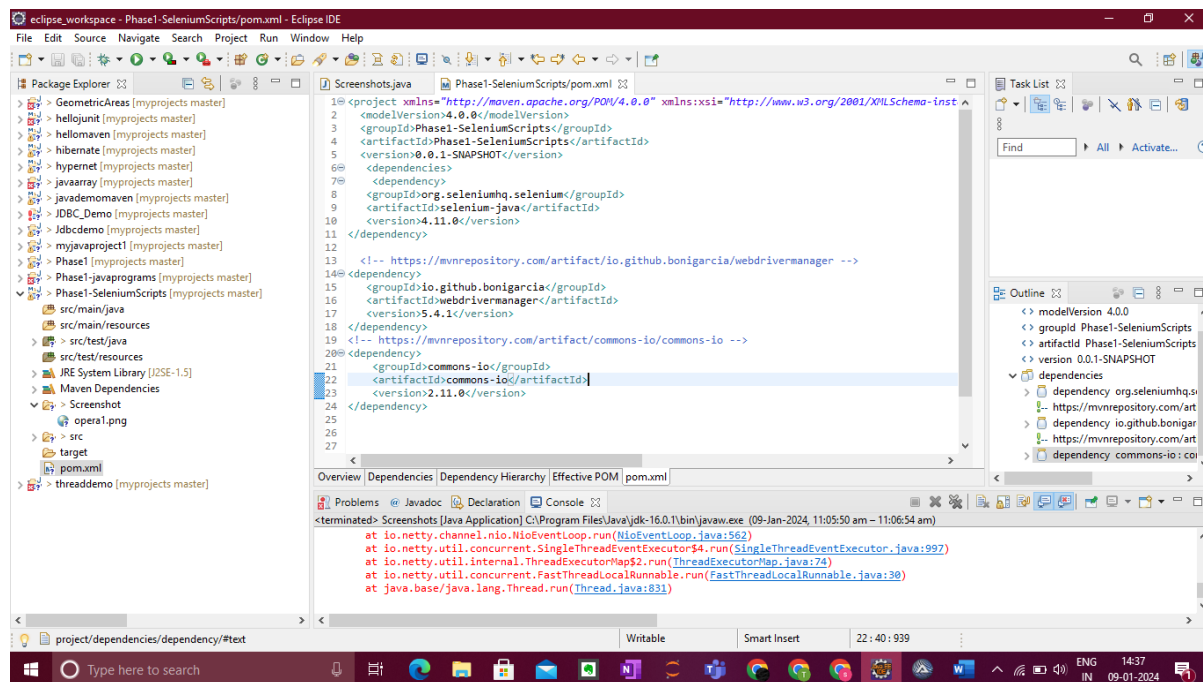 eclipse_workspace - Phase1-SeleniumScripts/pom.xml - Eclipse IDE
File Edit Source Navigate Search Project Run Window Help
Package Explorer
> GeometricAreas [myprojects master]
> hellojunit [myprojects master]
> hellomaven [myprojects master]
> hibernate [myprojects master]
> hypernet [myprojects master]
> javaarray [myprojects master]
> javademomaven [myprojects master]
> JDBC_Demo [myprojects master]
> Jdbcdemo [myprojects master]
> myjavaproject1 [myprojects master]
> Phase1 [myprojects master]
> Phase1-javaprograms [myprojects master]
> Phase1-SeleniumScripts [myprojects master]
src/main/java
src/main/resources
> src/test/java
src/test/resources
JRE System Library [J2SE-1.5]
Maven Dependencies
> Screenshot
opera1.png
> src
target
pom.xml
> threaddemo [myprojects master]
Screenshots.java
Phase1-SeleniumScripts/pom.xml
1 <project xmlns="http://maven.apache.org/POM/4.0.0" xmlns:xsi="http://www.w3.org/2001/XMLSchema-inst
2 <modelVersion>4.0.0</modelVersion>
3 <groupId>Phase1-SeleniumScripts</groupId>
4 <artifactId>Phase1-SeleniumScripts</artifactId>
5 <version>0.0.1-SNAPSHOT</version>
6 <dependencies>
7 <dependency>
8 <groupId>org.seleniumhq.selenium</groupId>
9 <artifactId>selenium-java</artifactId>
10 <version>4.11.0</version>
11 </dependency>
12
13 <!-- https://mvnrepository.com/artifact/io.github.bonigarcia/webdrivermanager -->
14 <dependency>
15 <groupId>io.github.bonigarcia</groupId>
16 <artifactId>webdrivermanager</artifactId>
17 <version>5.4.1</version>
18 </dependency>
19 <!-- https://mvnrepository.com/artifact/commons-io/commons-io -->
20 <dependency>
21 <groupId>commons-io</groupId>
22 <artifactId>commons-io</artifactId>
23 <version>2.11.0</version>
24 </dependency>
25
26
27
Overview Dependencies Dependency Hierarchy Effective POM pom.xml
Task List
Find All Activate...
Outline
<> modelVersion 4.0.0
<> groupId Phase1-SeleniumScripts
<> artifactId Phase1-SeleniumScripts
<> version 0.0.1-SNAPSHOT
dependencies
dependency org.seleniumhq.s
https://mvnrepository.com/art
dependency io.github.bonigar
https://mvnrepository.com/art
dependency commons-io : co
Problems @ Javadoc Declaration Console
<terminated> Screenshots [Java Application] C:\Program Files\Java\jdk-16.0.1\bin\javaw.exe (09-Jan-2024, 11:05:50 am – 11:06:54 am)
at io.netty.channel.nio.NioEventLoop.run(NioEventLoop.java:562)
at io.netty.util.concurrent.SingleThreadEventExecutor$4.run(SingleThreadEventExecutor.java:997)
at io.netty.util.internal.ThreadExecutorMap$2.run(ThreadExecutorMap.java:74)
at io.netty.util.concurrent.FastThreadLocalRunnable.run(FastThreadLocalRunnable.java:30)
at java.base/java.lang.Thread.run(Thread.java:831)
project/dependencies/dependency/#text
Writable
Smart Insert
22 : 40 : 939
Type here to search
ENG
IN
14:37
09-01-2024